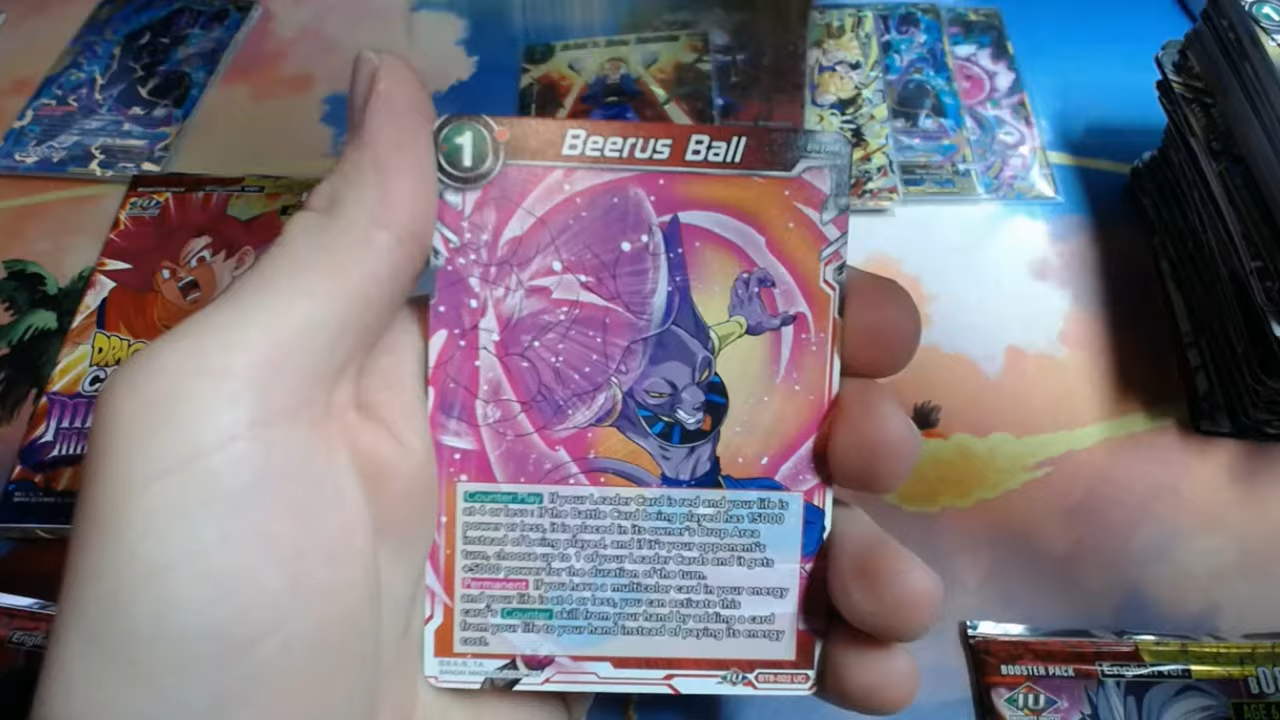 1
Beerus Ball
EXTRA
Counter:Play If your Leader Card is red and your life is
at 4 or less : If the Battle Card being played has 15000
power or less, it is placed in its owner's Drop Area
instead of being played, and if it's your opponent's
turn, choose up to 1 of your Leader Cards and it gets
+5000 power for the duration of the turn.
Permanent If you have a multicolor card in your energy
and your life is at 4 or less, you can activate this
card's Counter skill from your hand by adding a card
from your life to your hand instead of paying its energy
cost.
BANDAI
BT8-022 UC
BOOSTER PACK
English ver.